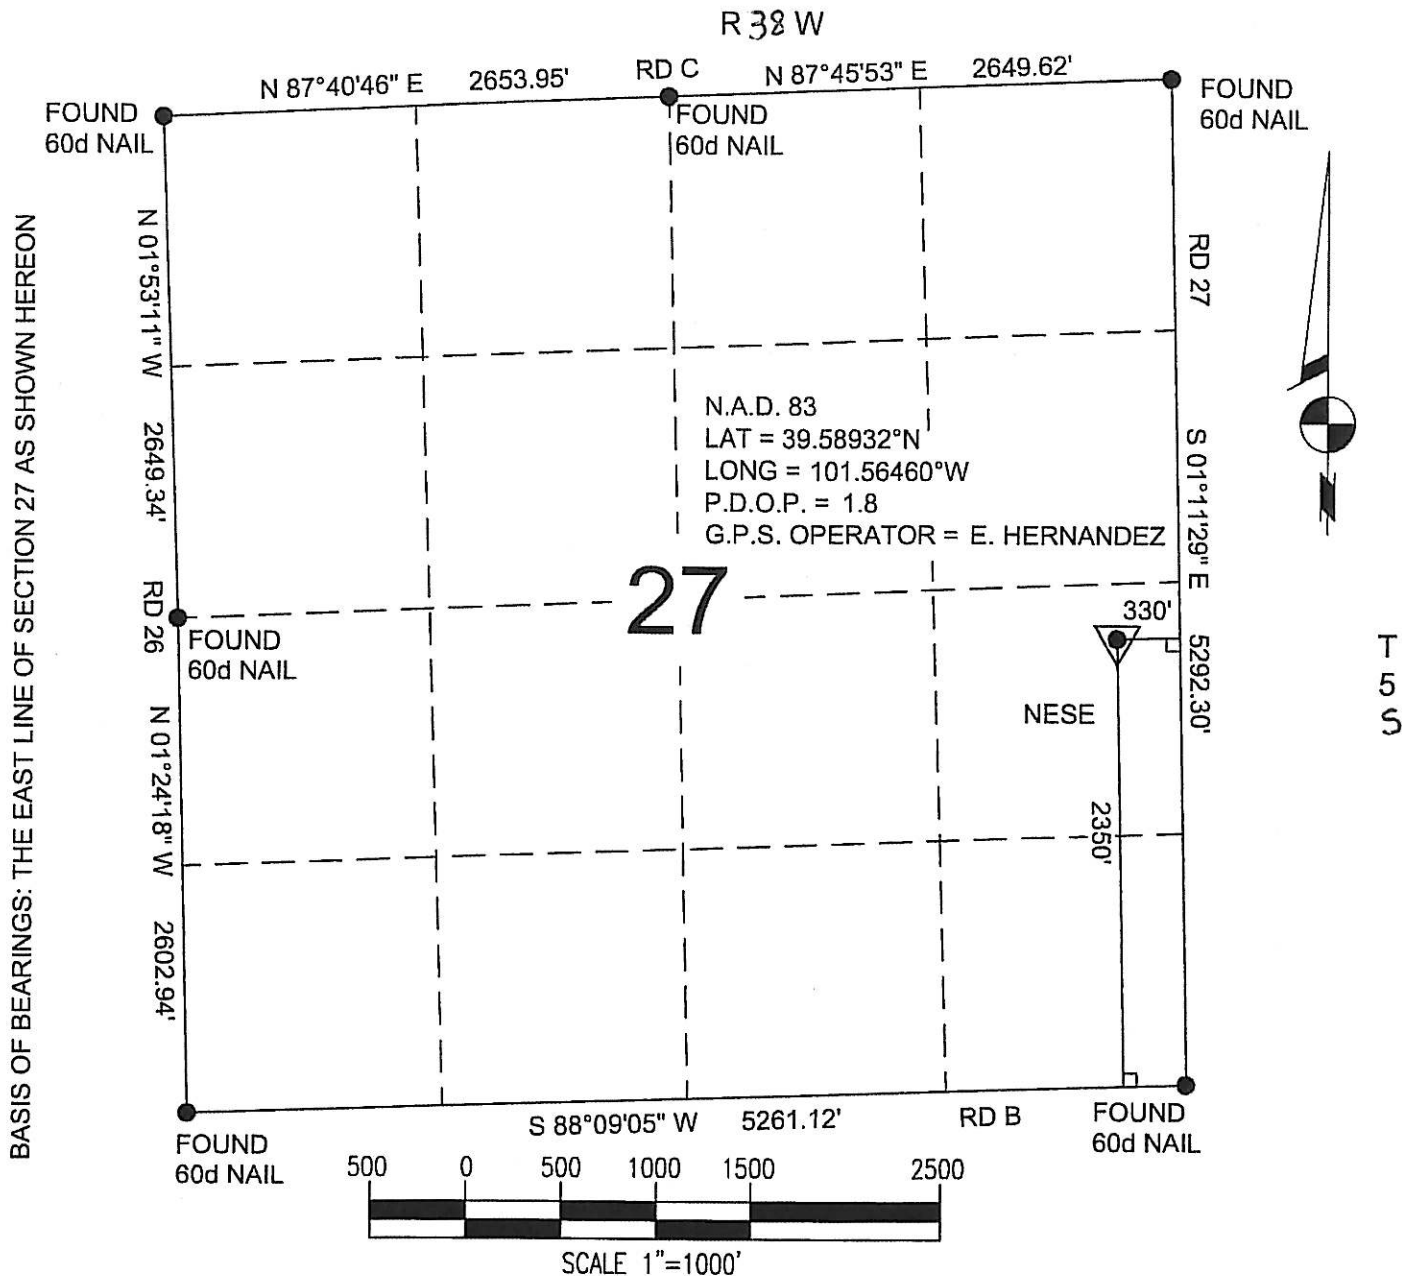 R 38 W
N 87°40'46" E 2653.95' RD C N 87°45'53" E 2649.62'
FOUND
60d NAIL
FOUND
60d NAIL
FOUND
60d NAIL
BASIS OF BEARINGS: THE EAST LINE OF SECTION 27 AS SHOWN HEREON
N 01°53'11" W 2649.34' RD 26
RD 27
N.A.D. 83
LAT = 39.58932°N
LONG = 101.56460°W
P.D.O.P. = 1.8
G.P.S. OPERATOR = E. HERNANDEZ
S 01°11'29" E 5292.30'
27
330'
FOUND
60d NAIL
T
5
S
NESE
N 01°24'18" W 2602.94'
2350'
S 88°09'05" W 5261.12' RD B
FOUND
60d NAIL
FOUND
60d NAIL
500 0 500 1000 1500 2500
SCALE 1"=1000'